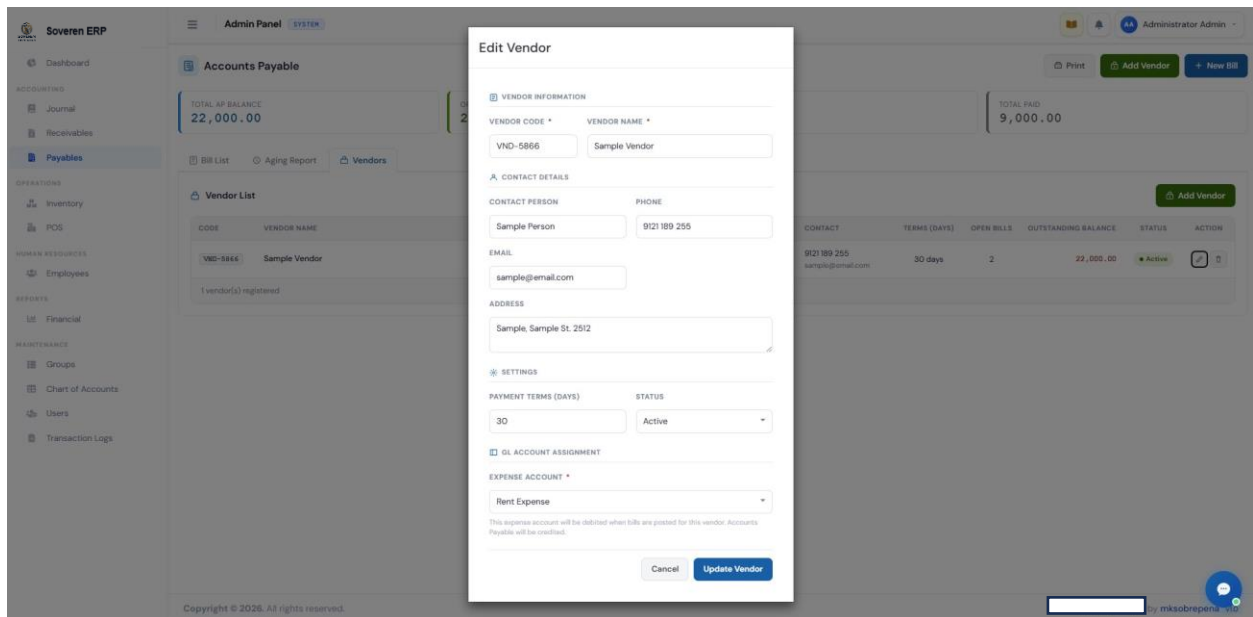 Soveren ERP
Admin Panel SYSTEM
AA Administrator Admin
Dashboard
ACCOUNTING
Journal
Receivables
Payables
OPERATIONS
Inventory
POS
HUMAN RESOURCES
Employees
REPORTS
Financial
MAINTENANCE
Groups
Chart of Accounts
Users
Transaction Logs
Accounts Payable
Print
Add Vendor
+ New Bill
TOTAL AP BALANCE
22,000.00
TOTAL PAID
9,000.00
Bill List
Aging Report
Vendors
Vendor List
Add Vendor
CODE VENDOR NAME CONTACT TERMS (DAYS) OPEN BILLS OUTSTANDING BALANCE STATUS ACTION
VND-5866 Sample Vendor 9121 189 255 30 days 2 22,000.00 Active
sample@email.com
1 vendor(s) registered
Edit Vendor
VENDOR INFORMATION
VENDOR CODE * VENDOR NAME *
VND-5866 Sample Vendor
CONTACT DETAILS
CONTACT PERSON PHONE
Sample Person 9121 189 255
EMAIL
sample@email.com
ADDRESS
Sample, Sample St. 2512
SETTINGS
PAYMENT TERMS (DAYS) STATUS
30 Active
GL ACCOUNT ASSIGNMENT
EXPENSE ACCOUNT *
Rent Expense
This expense account will be debited when bills are posted for this vendor. Accounts
Payable will be credited.
Cancel Update Vendor
Copyright © 2026. All rights reserved.
by mksobrepena